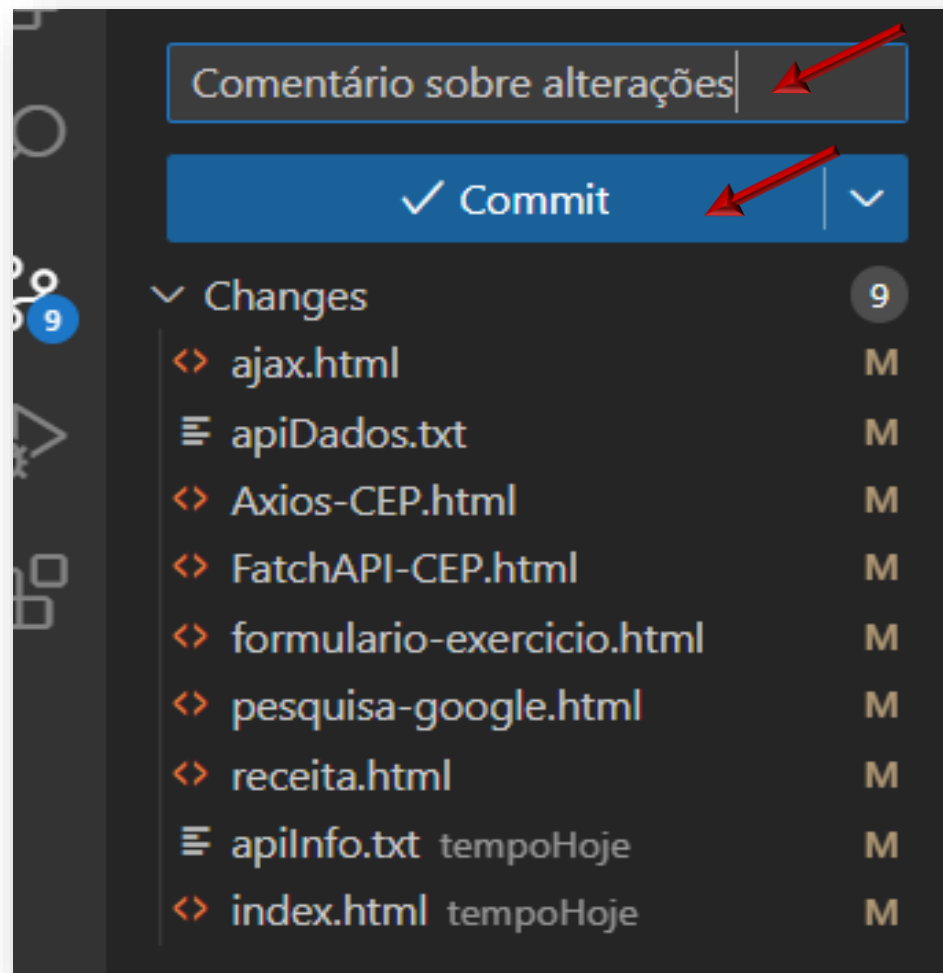 Comentário sobre alterações
Commit
Changes 9
9
ajax.html M
apiDados.txt M
Axios-CEP.html M
FatchAPI-CEP.html M
formulario-exercicio.html M
pesquisa-google.html M
receita.html M
apiInfo.txt tempoHoje M
index.html tempoHoje M